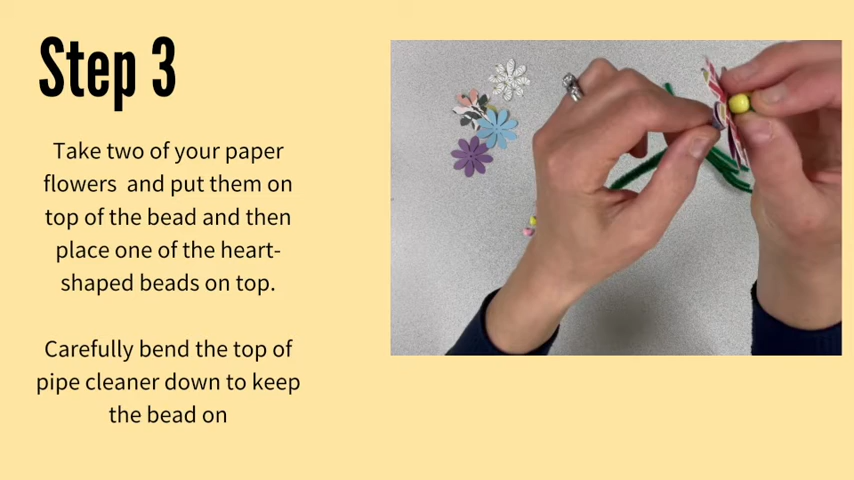 Step 3
Take two of your paper
flowers and put them on
top of the bead and then
place one of the heart-
shaped beads on top.
Carefully bend the top of
pipe cleaner down to keep
the bead on